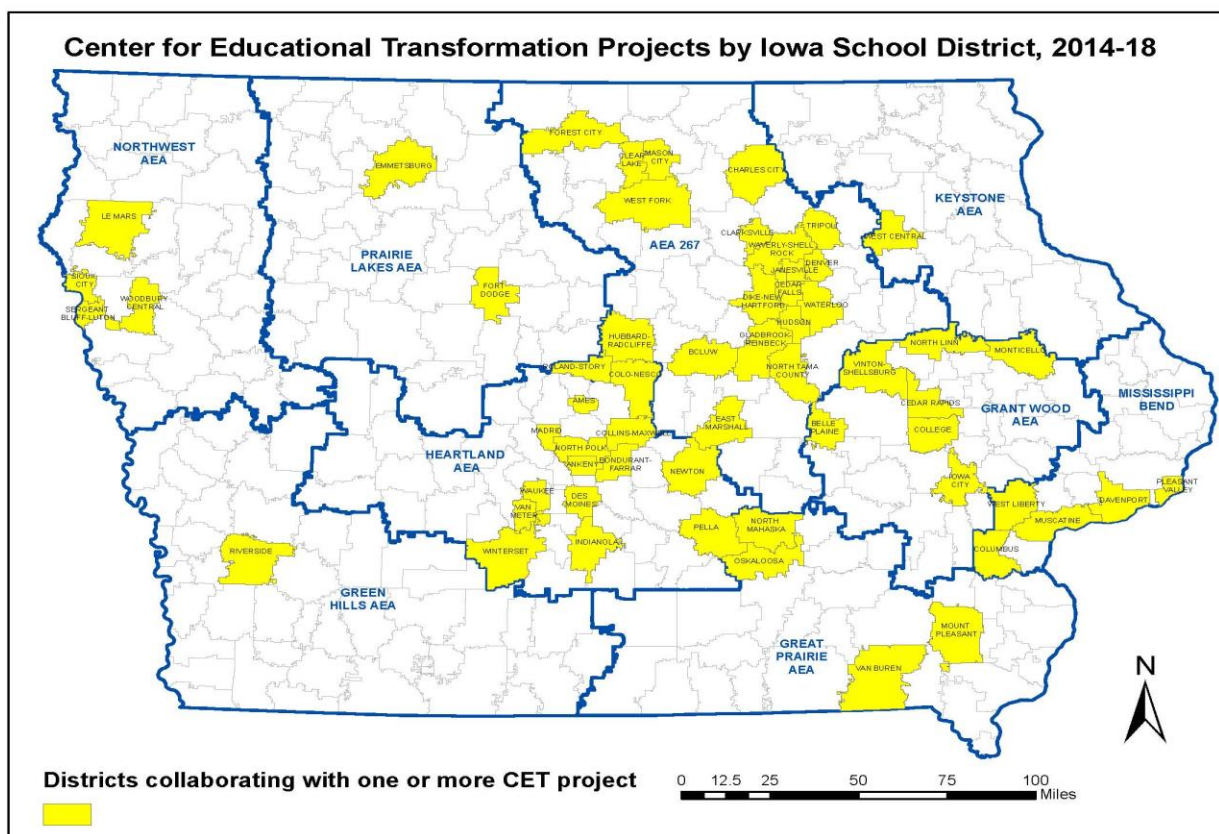 Center for Educational Transformation Projects by Iowa School District, 2014-18
NORTHWEST
AEA
LE MARS
SIOUX
CITY
SERGEANT
BLUFF-LUTON
WOODBURY
CENTRAL
EMMETSBURG
PRAIRIE
LAKES AEA
FORT
DODGE
FOREST CITY
CLEAR
LAKE
MASON
CITY
WEST FORK
CHARLES CITY
AEA 267
CLARKSVILLE
TRIPOLI
WAVERLY-SHELL
ROCK
JANESVILLE
DENVER
CEDAR
FALLS
DIKE-NEW
HARTFORD
WATERLOO
HUDSON
GLADBROOK-
REINBECK
NORTH TAMA
COUNTY
BCLUW
HUBBARD-
RADCLIFFE
KEYSTONE
AEA
WEST CENTRAL
ROLAND-STORY
COLO-NESCO
AMES
MADRID
COLLINS-MAXWELL
NORTH POLK
ANKENY
BONDURANT-
FARRAR
HEARTLAND
AEA
EAST
MARSHALL
NEWTON
WAUKEE
VAN
METER
DES
MOINES
WINTERSET
INDIANOLA
PELLA
NORTH
MAHASKA
OSKALOOSA
NORTH LINN
MONTICELLO
VINTON-
SHELLSBURG
CEDAR RAPIDS
COLLEGE
BELLE
PLAINE
GRANT WOOD
AEA
IOWA
CITY
MISSISSIPPI
BEND
PLEASANT
VALLEY
DAVENPORT
WEST LIBERTY
MUSCATINE
COLUMBUS
RIVERSIDE
GREEN
HILLS AEA
GREAT
PRAIRIE
AEA
MOUNT
PLEASANT
VAN BUREN
N
Districts collaborating with one or more CET project
0 12.5 25 50 75 100
Miles